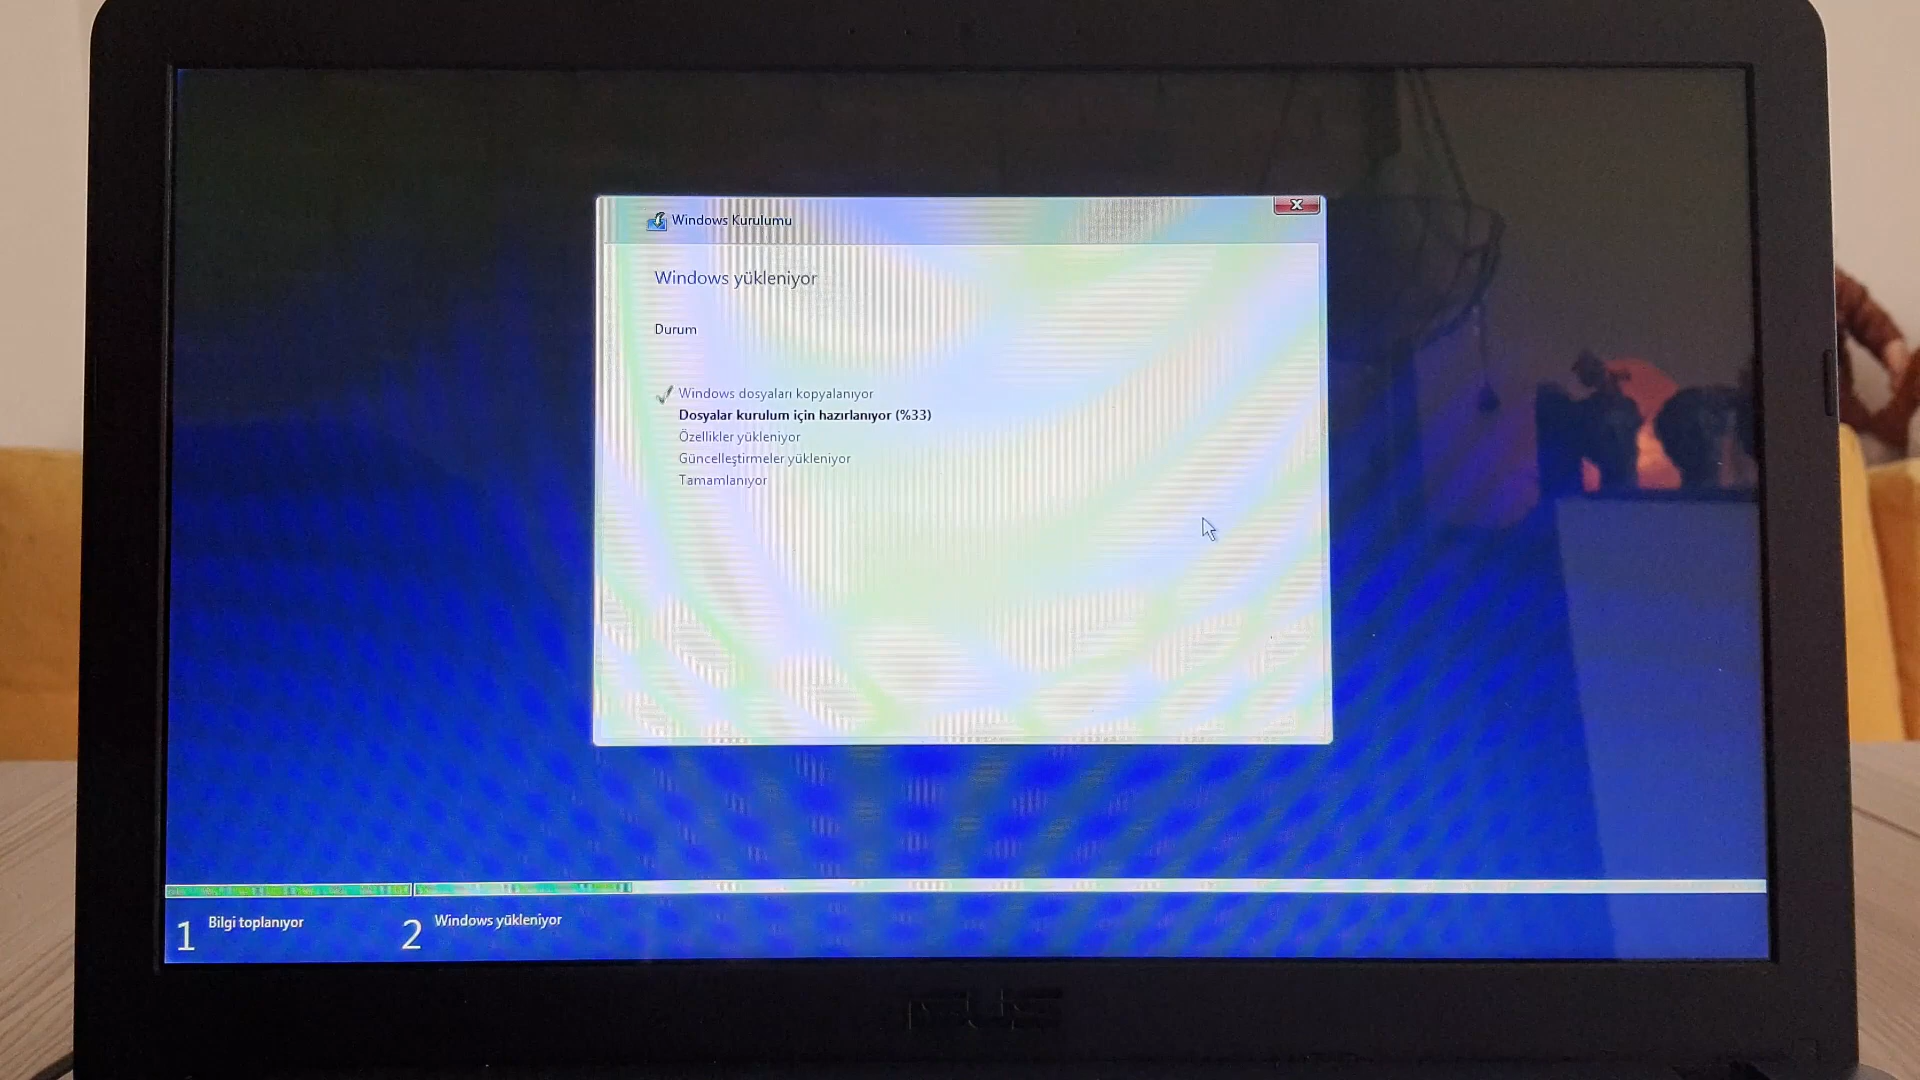 Windows Kurulumu
Windows yükleniyor
Durum
Windows dosyaları kopyalanıyor
Dosyalar kurulum için hazırlanıyor (%33)
Özellikler yükleniyor
Güncelleştirmeler yükleniyor
Tamamlanıyor
1 Bilgi toplanıyor
2 Windows yükleniyor
ASUS